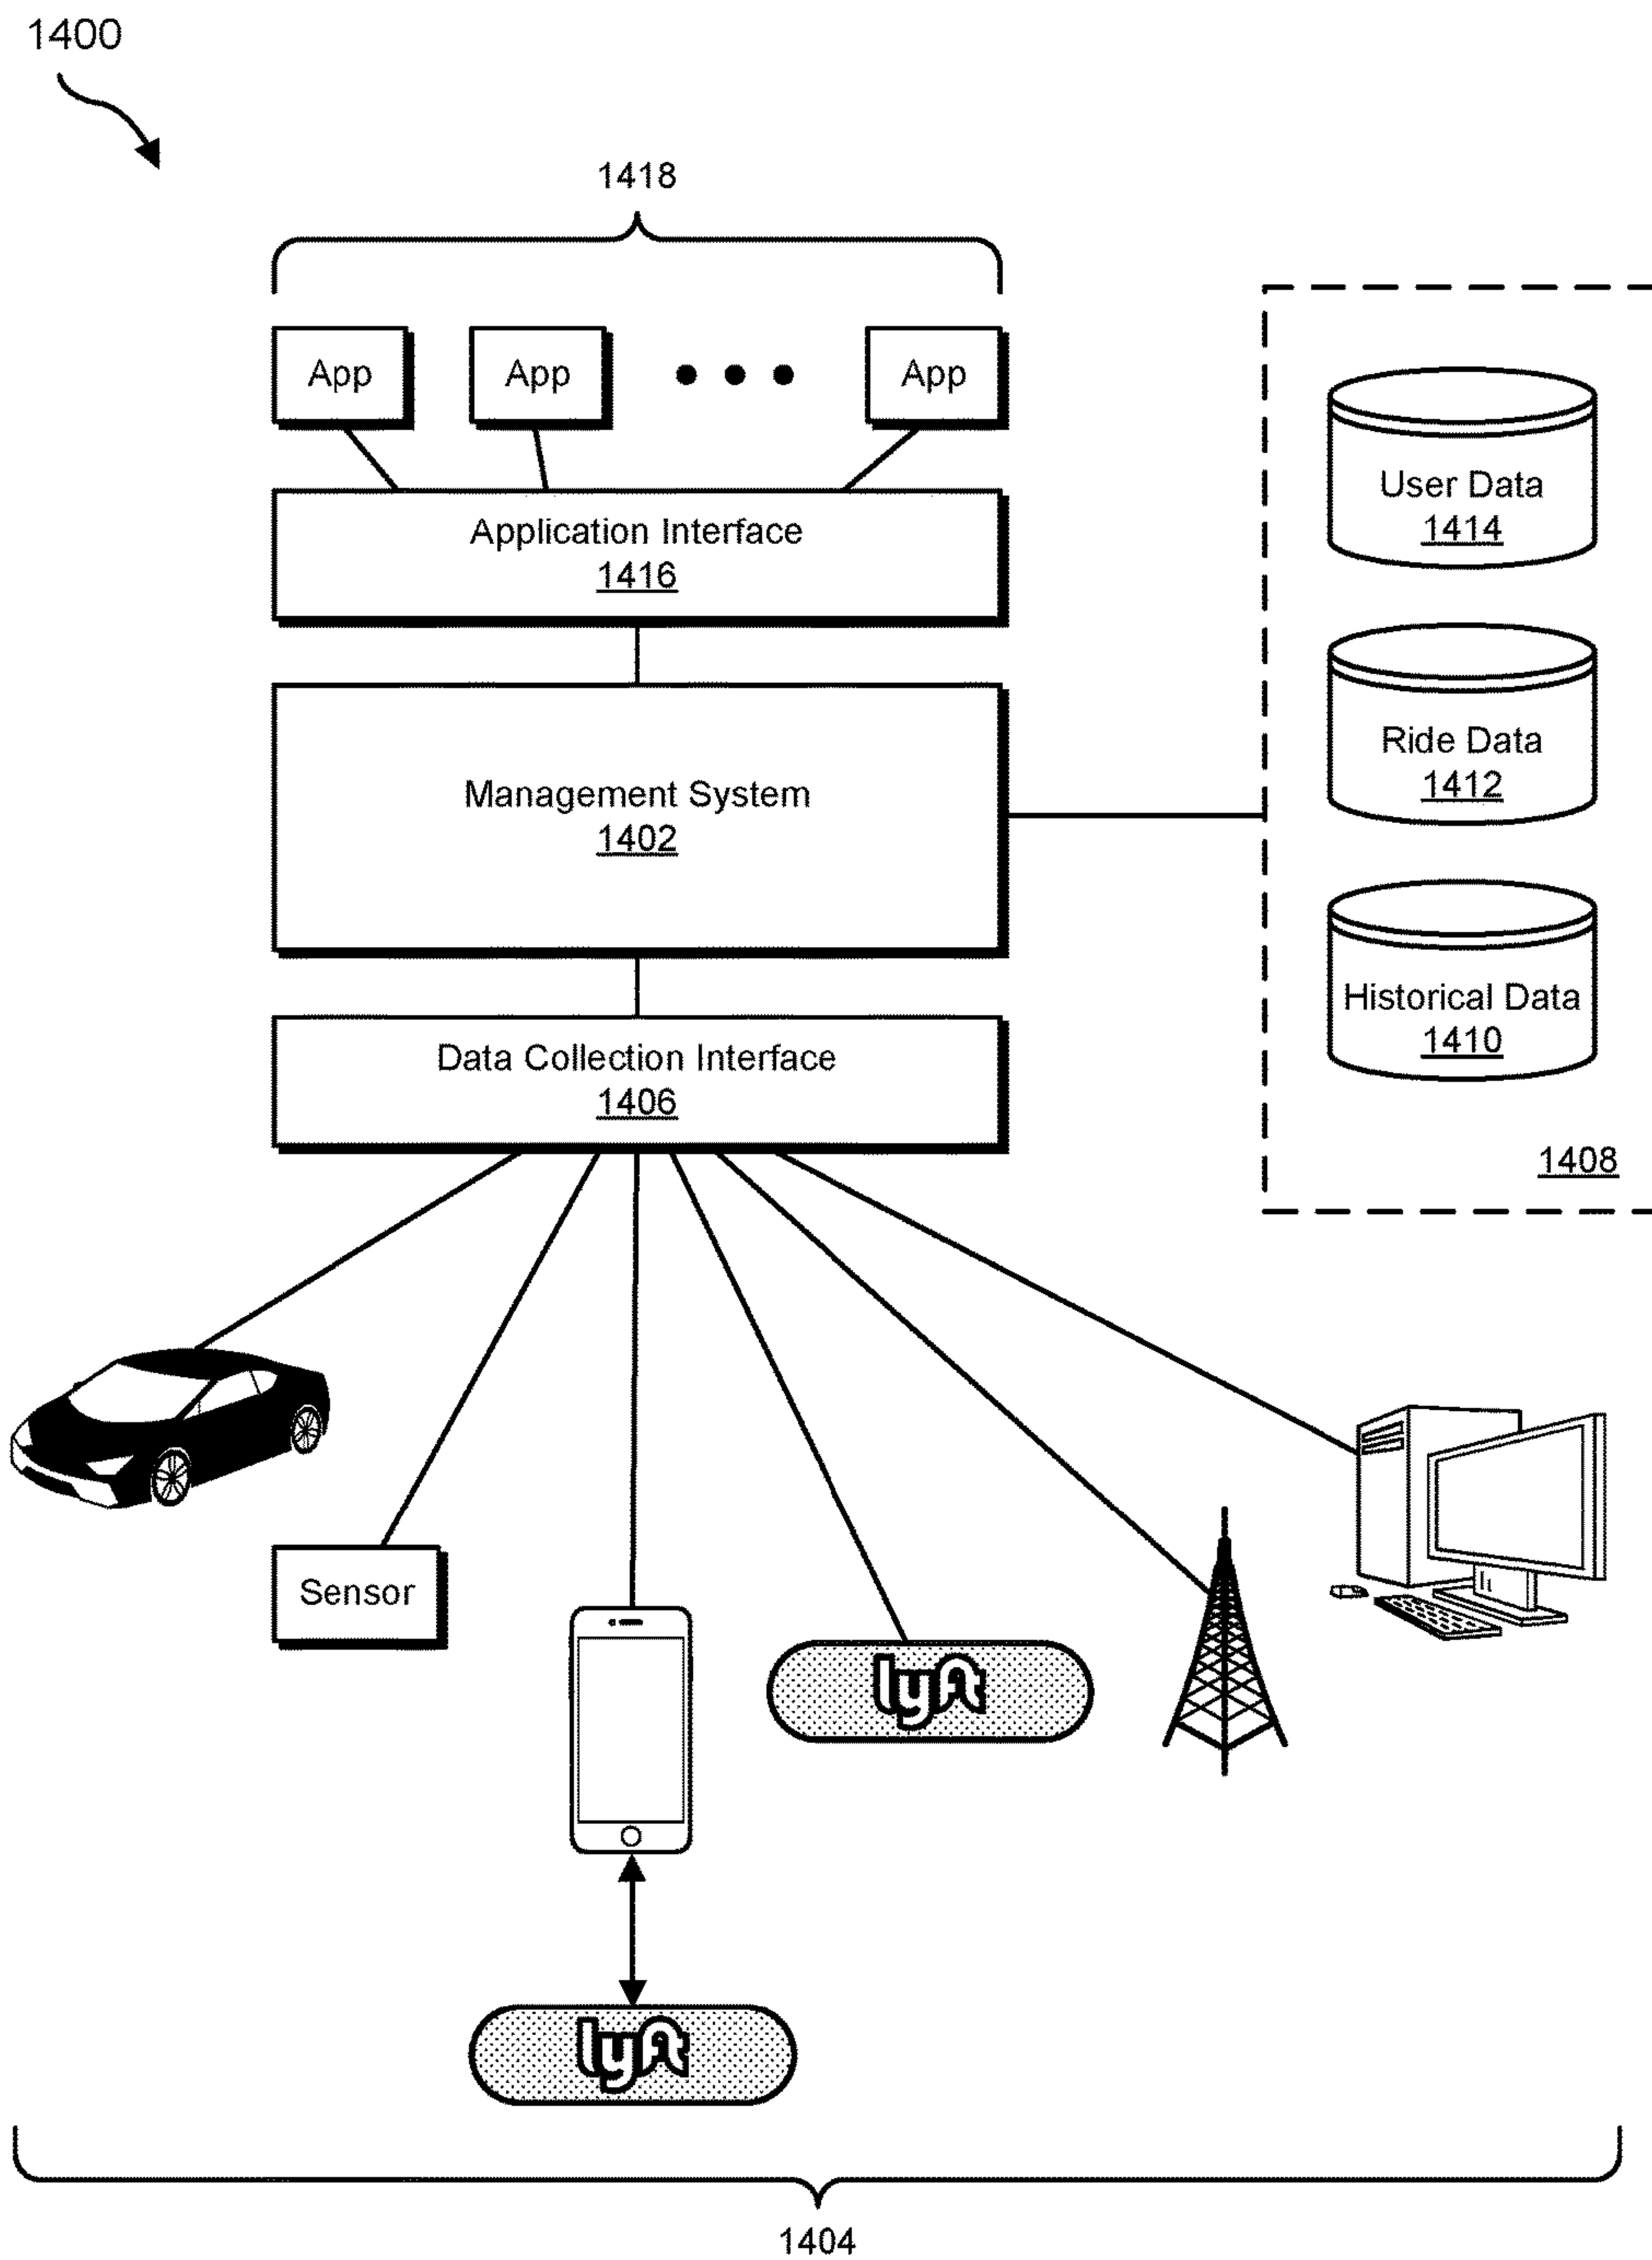 1400
1418
App
App
App
Application Interface
1416
Management System
1402
Data Collection Interface
1406
User Data
1414
Ride Data
1412
Historical Data
1410
1408
Sensor
lyft
lyft
1404